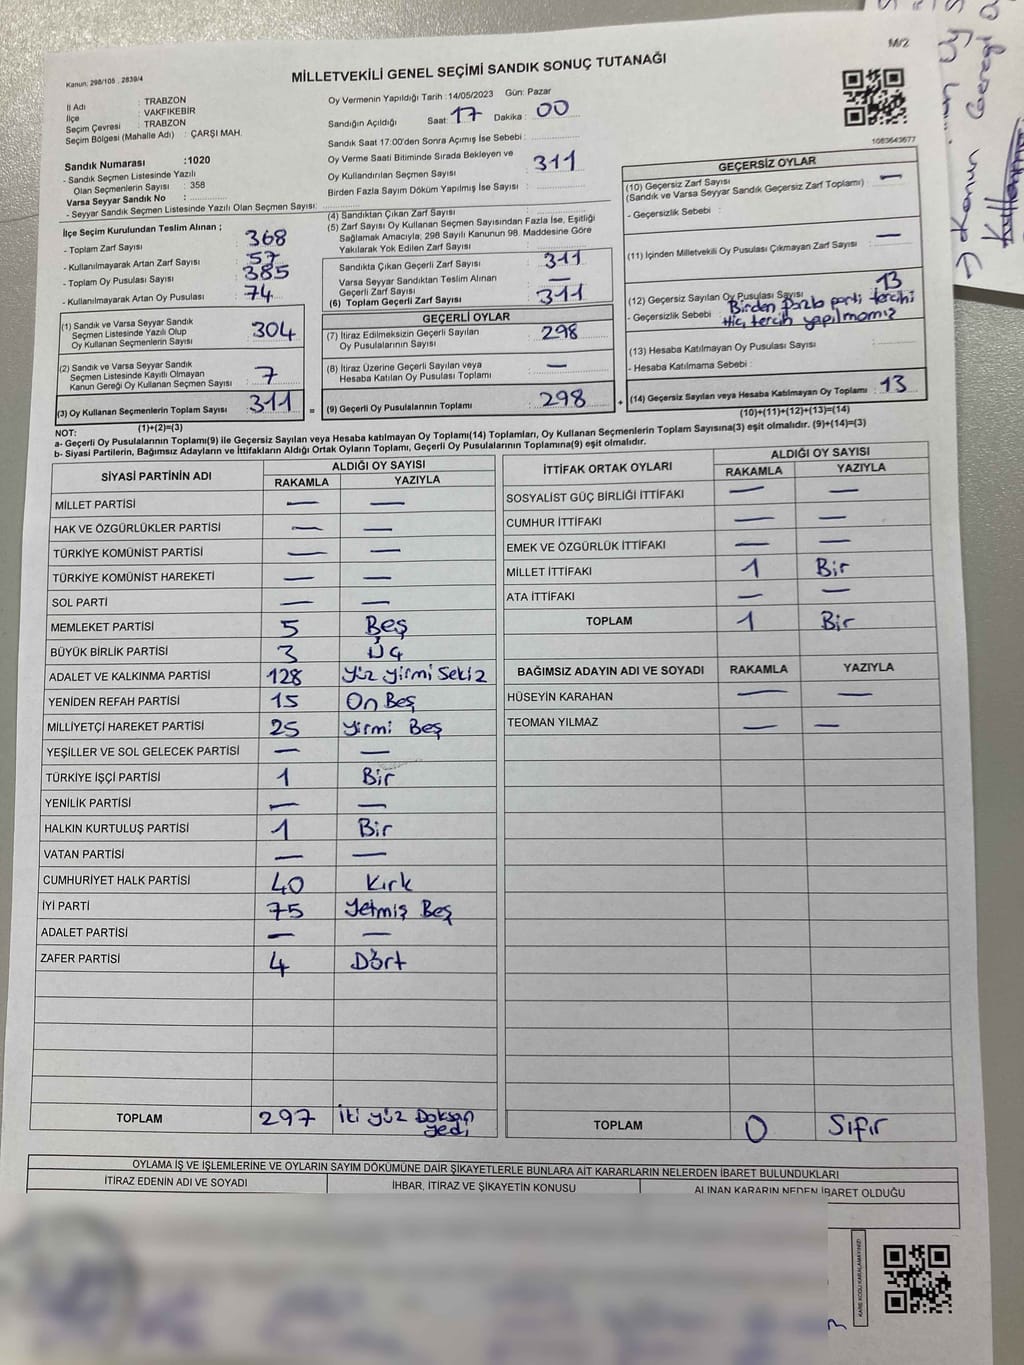 M/2
Kanun: 298/105 , 2839/4
MİLLETVEKİLİ GENEL SEÇİMİ SANDIK SONUÇ TUTANAĞI
İl Adı : TRABZON
İlçe : VAKFIKEBİR
Seçim Çevresi : TRABZON
Seçim Bölgesi (Mahalle Adı) : ÇARŞI MAH.
Sandık Numarası :1020
- Sandık Seçmen Listesinde Yazılı
Olan Seçmenlerin Sayısı : 358
Varsa Seyyar Sandık No :
- Seyyar Sandık Seçmen Listesinde Yazılı Olan Seçmen Sayısı:
Oy Vermenin Yapıldığı Tarih :14/05/2023 Gün: Pazar
Sandığın Açıldığı Saat: 17 Dakika: 00
Sandık Saat 17:00'den Sonra Açımış İse Sebebi :
Oy Verme Saati Bitiminde Sırada Bekleyen ve
Oy Kullandırılan Seçmen Sayısı : 311
Birden Fazla Sayım Döküm Yapılmış İse Sayısı :
1083643677
İlçe Seçim Kurulundan Teslim Alınan ;
- Toplam Zarf Sayısı 368
- Kullanılmayarak Artan Zarf Sayısı 57
- Toplam Oy Pusulası Sayısı 385
- Kullanılmayarak Artan Oy Pusulası 74
(1) Sandık ve Varsa Seyyar Sandık
Seçmen Listesinde Yazılı Olup
Oy Kullanan Seçmenlerin Sayısı 304
(2) Sandık ve Varsa Seyyar Sandık
Seçmen Listesinde Kayıtlı Olmayan
Kanun Gereği Oy Kullanan Seçmen Sayısı 7
(3) Oy Kullanan Seçmenlerin Toplam Sayısı 311
(1)+(2)=(3)
(4) Sandıktan Çıkan Zarf Sayısı
(5) Zarf Sayısı Oy Kullanan Seçmen Sayısından Fazla İse, Eşitliği
Sağlamak Amacıyla; 298 Sayılı Kanunun 98. Maddesine Göre
Yakılarak Yok Edilen Zarf Sayısı
Sandıkta Çıkan Geçerli Zarf Sayısı 311
Varsa Seyyar Sandıktan Teslim Alınan
Geçerli Zarf Sayısı —
(6) Toplam Geçerli Zarf Sayısı 311
GEÇERLİ OYLAR
(7) İtiraz Edilmeksizin Geçerli Sayılan
Oy Pusulalarının Sayısı 298
(8) İtiraz Üzerine Geçerli Sayılan veya
Hesaba Katılan Oy Pusulası Toplamı —
= (9) Geçerli Oy Pusulalarının Toplamı 298
GEÇERSİZ OYLAR
(10) Geçersiz Zarf Sayısı
(Sandık ve Varsa Seyyar Sandık Geçersiz Zarf Toplamı) —
- Geçersizlik Sebebi :
(11) İçinden Milletvekili Oy Pusulası Çıkmayan Zarf Sayısı —
(12) Geçersiz Sayılan Oy Pusulası Sayısı 13
- Geçersizlik Sebebi : Birden fazla parti tercihi
Hiç tercih yapılmamış
(13) Hesaba Katılmayan Oy Pusulası Sayısı
- Hesaba Katılmama Sebebi :
+ (14) Geçersiz Sayılan veya Hesaba Katılmayan Oy Toplamı 13
(10)+(11)+(12)+(13)=(14)
NOT:
a- Geçerli Oy Pusulalarının Toplamı(9) ile Geçersiz Sayılan veya Hesaba katılmayan Oy Toplamı(14) Toplamları, Oy Kullanan Seçmenlerin Toplam Sayısına(3) eşit olmalıdır. (9)+(14)=(3)
b- Siyasi Partilerin, Bağımsız Adayların ve İttifakların Aldığı Ortak Oyların Toplamı, Geçerli Oy Pusulalarının Toplamına(9) eşit olmalıdır.
SİYASİ PARTİNİN ADI ALDIĞI OY SAYISI
RAKAMLA YAZIYLA
MİLLET PARTİSİ — —
HAK VE ÖZGÜRLÜKLER PARTİSİ — —
TÜRKİYE KOMÜNİST PARTİSİ — —
TÜRKİYE KOMÜNİST HAREKETİ — —
SOL PARTİ — —
MEMLEKET PARTİSİ 5 Beş
BÜYÜK BİRLİK PARTİSİ 3 Üç
ADALET VE KALKINMA PARTİSİ 128 Yüz yirmi Sekiz
YENİDEN REFAH PARTİSİ 15 On Beş
MİLLİYETÇİ HAREKET PARTİSİ 25 Yirmi Beş
YEŞİLLER VE SOL GELECEK PARTİSİ — —
TÜRKİYE İŞÇİ PARTİSİ 1 Bir
YENİLİK PARTİSİ — —
HALKIN KURTULUŞ PARTİSİ 1 Bir
VATAN PARTİSİ — —
CUMHURİYET HALK PARTİSİ 40 Kırk
İYİ PARTİ 75 Yetmiş Beş
ADALET PARTİSİ — —
ZAFER PARTİSİ 4 Dört
TOPLAM 297 İki yüz Doksan
yedi
İTTİFAK ORTAK OYLARI ALDIĞI OY SAYISI
RAKAMLA YAZIYLA
SOSYALİST GÜÇ BİRLİĞİ İTTİFAKI — —
CUMHUR İTTİFAKI — —
EMEK VE ÖZGÜRLÜK İTTİFAKI — —
MİLLET İTTİFAKI 1 Bir
ATA İTTİFAKI — —
TOPLAM 1 Bir
BAĞIMSIZ ADAYIN ADI VE SOYADI RAKAMLA YAZIYLA
HÜSEYİN KARAHAN — —
TEOMAN YILMAZ — —
TOPLAM 0 Sıfır
OYLAMA İŞ VE İŞLEMLERİNE VE OYLARIN SAYIM DÖKÜMÜNE DAİR ŞİKAYETLERLE BUNLARA AİT KARARLARIN NELERDEN İBARET BULUNDUKLARI
İTİRAZ EDENİN ADI VE SOYADI İHBAR, İTİRAZ VE ŞİKAYETİN KONUSU ALINAN KARARIN NEDEN İBARET OLDUĞU
KARE KODU KARALAMAYINIZ!
→ Kanun
Gereği